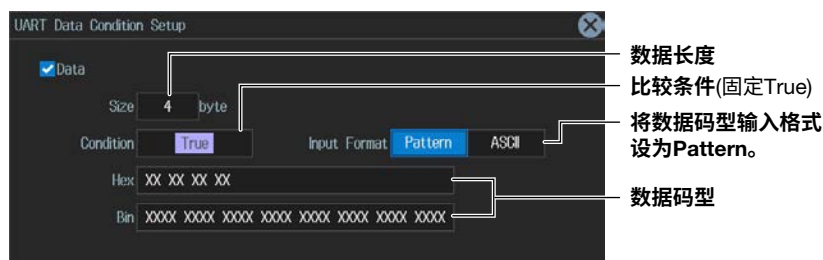 UART Data Condition Setup
Data
数据长度
Size 4 byte
比较条件(固定True)
Condition True Input Format Pattern ASCII
将数据码型输入格式
设为Pattern。
Hex XX XX XX XX
数据码型
Bin XXXX XXXX XXXX XXXX XXXX XXXX XXXX XXXX